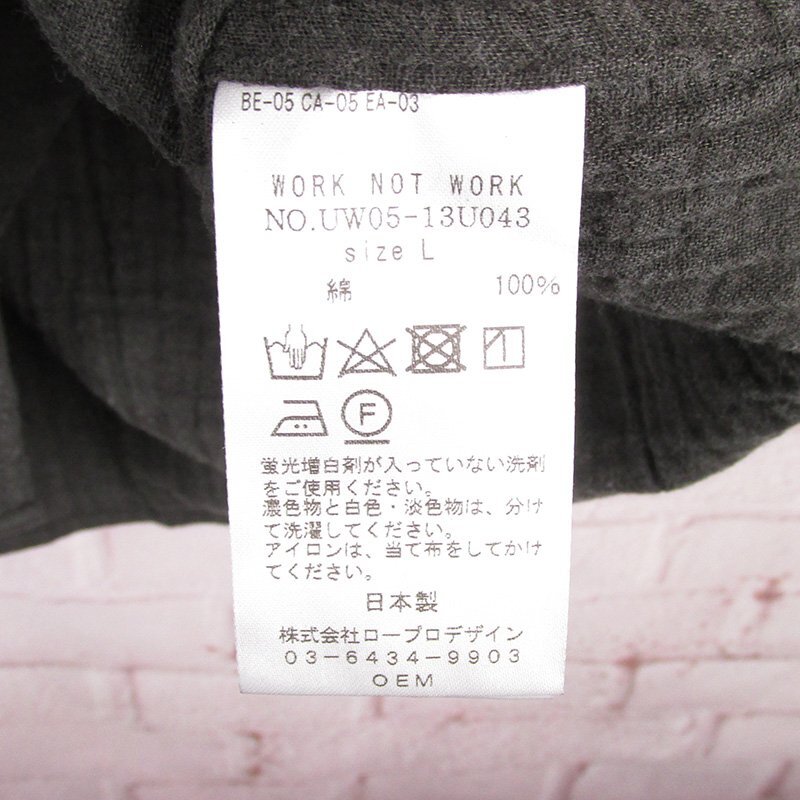 BE-05 CA-05 EA-03
WORK NOT WORK
NO.UW05-13U043
size L
綿 100%
F
蛍光増白剤が入っていない洗剤
をご使用ください。
濃色物と白色・淡色物は、分け
て洗濯してください。
アイロンは、当て布をしてかけ
てください。
日本製
株式会社ロープロデザイン
03-6434-9903
OEM